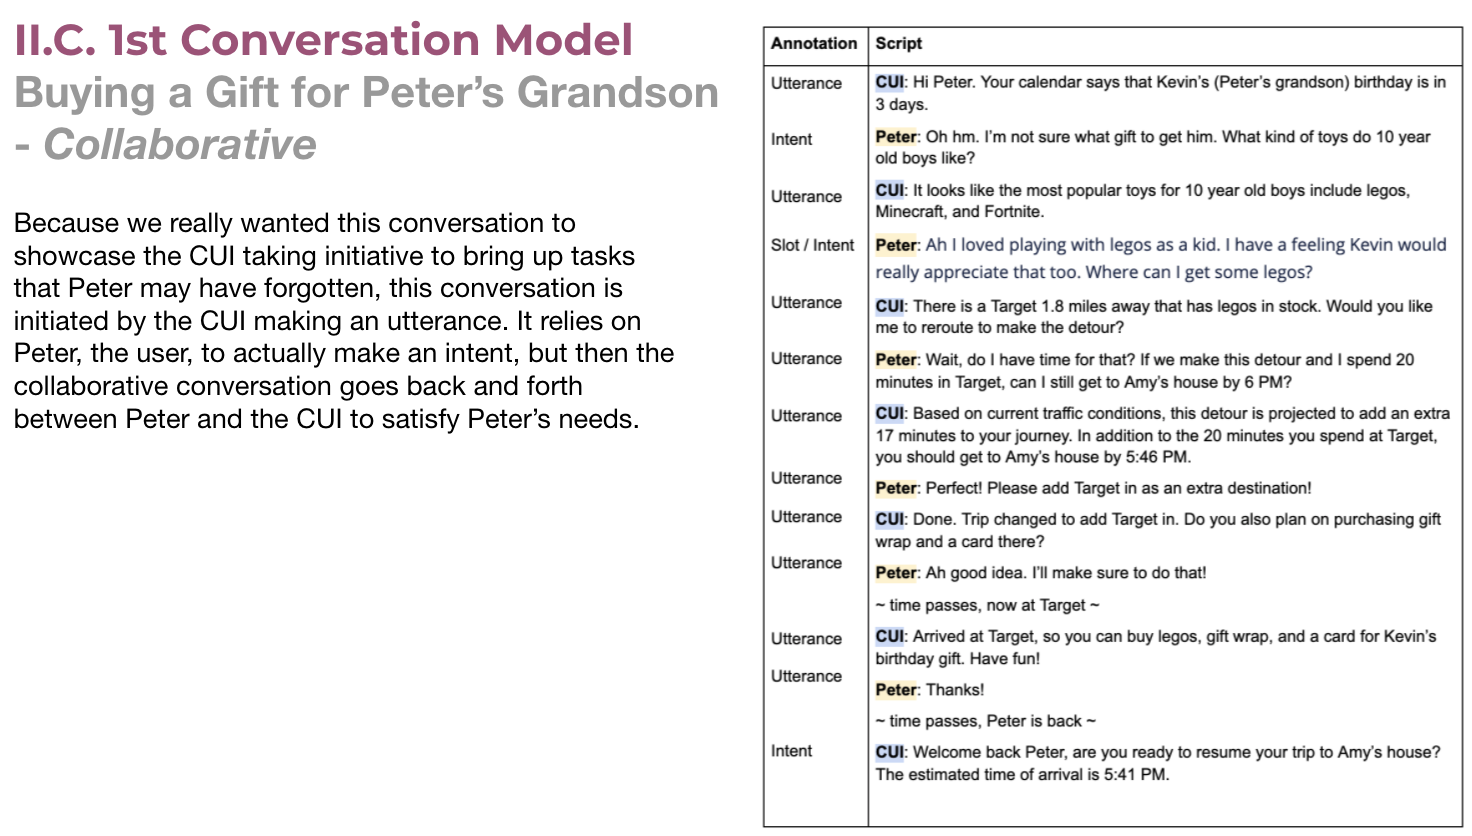 II.C. 1st Conversation Model
Buying a Gift for Peter's Grandson
- Collaborative
Because we really wanted this conversation to
showcase the CUI taking initiative to bring up tasks
that Peter may have forgotten, this conversation is
initiated by the CUI making an utterance. It relies on
Peter, the user, to actually make an intent, but then the
collaborative conversation goes back and forth
between Peter and the CUI to satisfy Peter's needs.
Annotation Script
Utterance CUI: Hi Peter. Your calendar says that Kevin's (Peter's grandson) birthday is in
3 days.
Intent Peter: Oh hm. I'm not sure what gift to get him. What kind of toys do 10 year
old boys like?
Utterance CUI: It looks like the most popular toys for 10 year old boys include legos,
Minecraft, and Fortnite.
Slot / Intent Peter: Ah I loved playing with legos as a kid. I have a feeling Kevin would
really appreciate that too. Where can I get some legos?
Utterance CUI: There is a Target 1.8 miles away that has legos in stock. Would you like
me to reroute to make the detour?
Utterance Peter: Wait, do I have time for that? If we make this detour and I spend 20
minutes in Target, can I still get to Amy's house by 6 PM?
Utterance CUI: Based on current traffic conditions, this detour is projected to add an extra
17 minutes to your journey. In addition to the 20 minutes you spend at Target,
you should get to Amy's house by 5:46 PM.
Utterance Peter: Perfect! Please add Target in as an extra destination!
Utterance CUI: Done. Trip changed to add Target in. Do you also plan on purchasing gift
wrap and a card there?
Utterance Peter: Ah good idea. I'll make sure to do that!
~ time passes, now at Target ~
Utterance CUI: Arrived at Target, so you can buy legos, gift wrap, and a card for Kevin's
birthday gift. Have fun!
Utterance Peter: Thanks!
~ time passes, Peter is back ~
Intent CUI: Welcome back Peter, are you ready to resume your trip to Amy's house?
The estimated time of arrival is 5:41 PM.